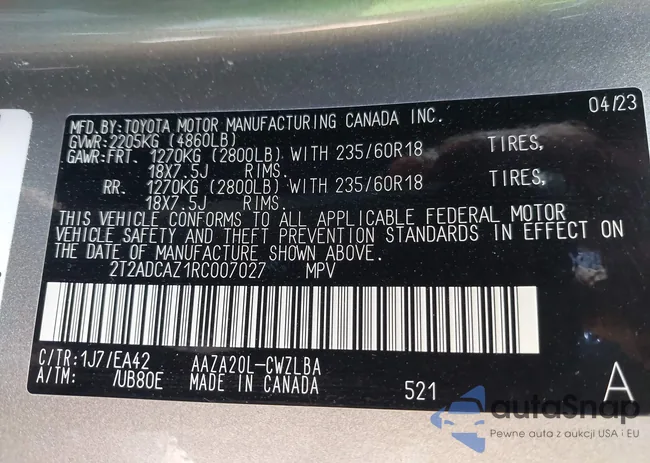 04/23
MFD.BY:TOYOTA MOTOR MANUFACTURING CANADA INC.
GVWR:2205KG (4860LB)
GAWR:FRT. 1270KG (2800LB) WITH 235/60R18 TIRES,
18X7.5J RIMS.
RR. 1270KG (2800LB) WITH 235/60R18 TIRES,
18X7.5J RIMS.
THIS VEHICLE CONFORMS TO ALL APPLICABLE FEDERAL MOTOR
VEHICLE SAFETY AND THEFT PREVENTION STANDARDS IN EFFECT ON
THE DATE OF MANUFACTURE SHOWN ABOVE.
2T2ADCAZ1RC007027 MPV
C/TR:1J7/EA42 AAZA20L-CWZLBA
A/TM: /UB80E MADE IN CANADA 521 A
autoSnap
Pewne auta z aukcji USA i EU